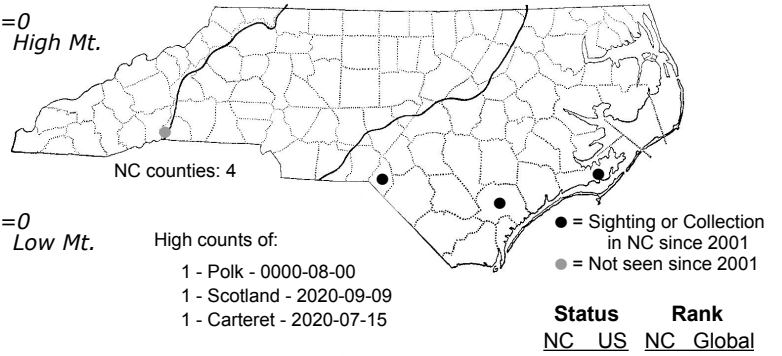 =0
High Mt.
NC counties: 4
=0
Low Mt.
High counts of:
1 - Polk - 0000-08-00
1 - Scotland - 2020-09-09
1 - Carteret - 2020-07-15
= Sighting or Collection
in NC since 2001
= Not seen since 2001
Status Rank
NC US NC Global